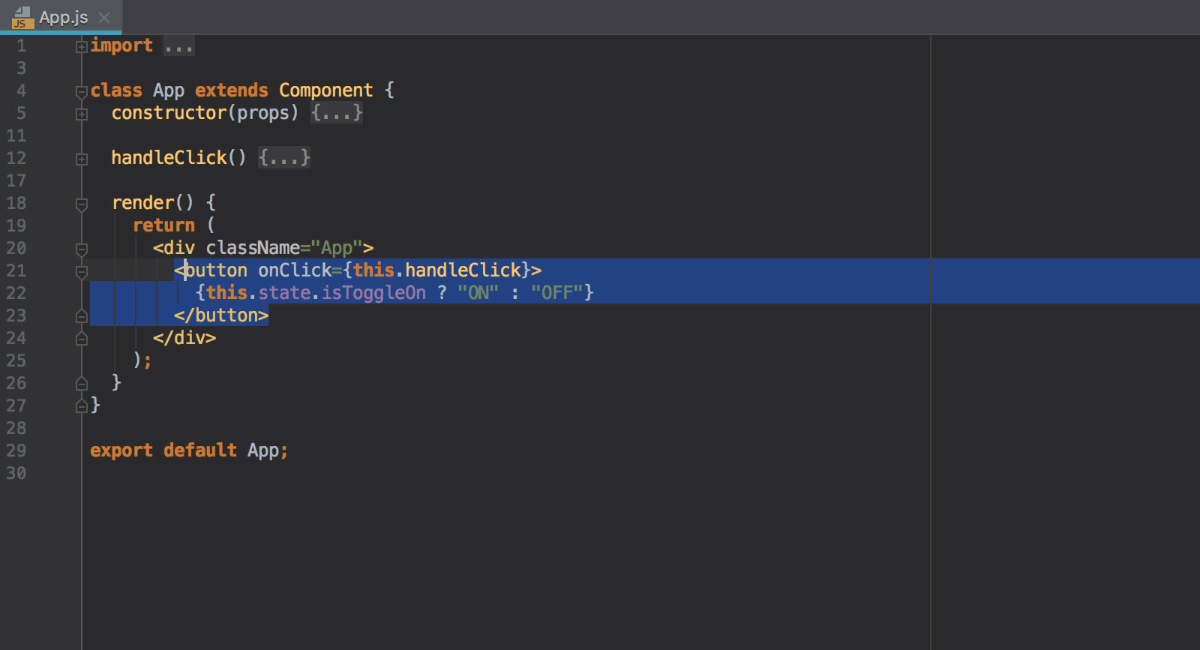 JS App.js
1 import ...
3
4 class App extends Component {
5 constructor(props) {...}
11
12 handleClick() {...}
17
18 render() {
19 return (
20 <div className="App">
21 <button onClick={this.handleClick}>
22 {this.state.isToggleOn ? "ON" : "OFF"}
23 </button>
24 </div>
25 );
26 }
27 }
28
29 export default App;
30